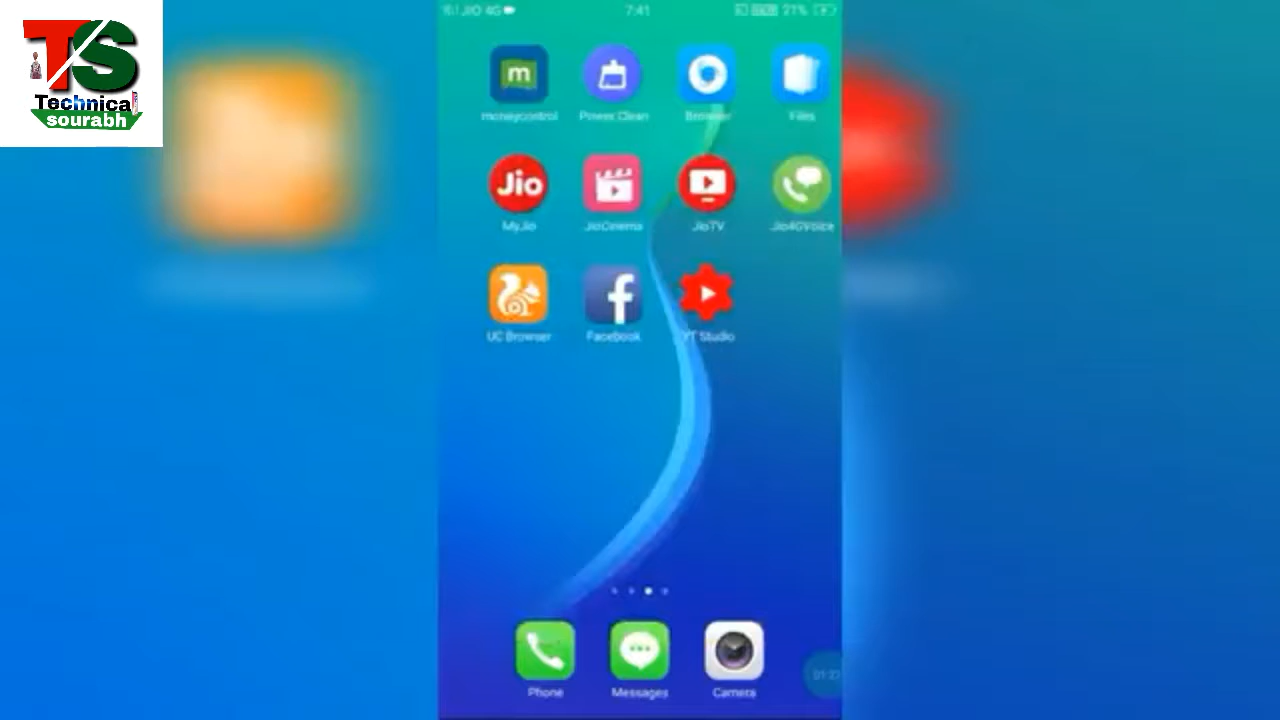 TS
Technical
sourabh
JIO 4G
7:41
21%
m
moneycontrol
Power Clean
Browser
Files
Jio
MyJio
JioCinema
JioTV
Jio4GVoice
UC Browser
Facebook
YT Studio
Phone
Messages
Camera